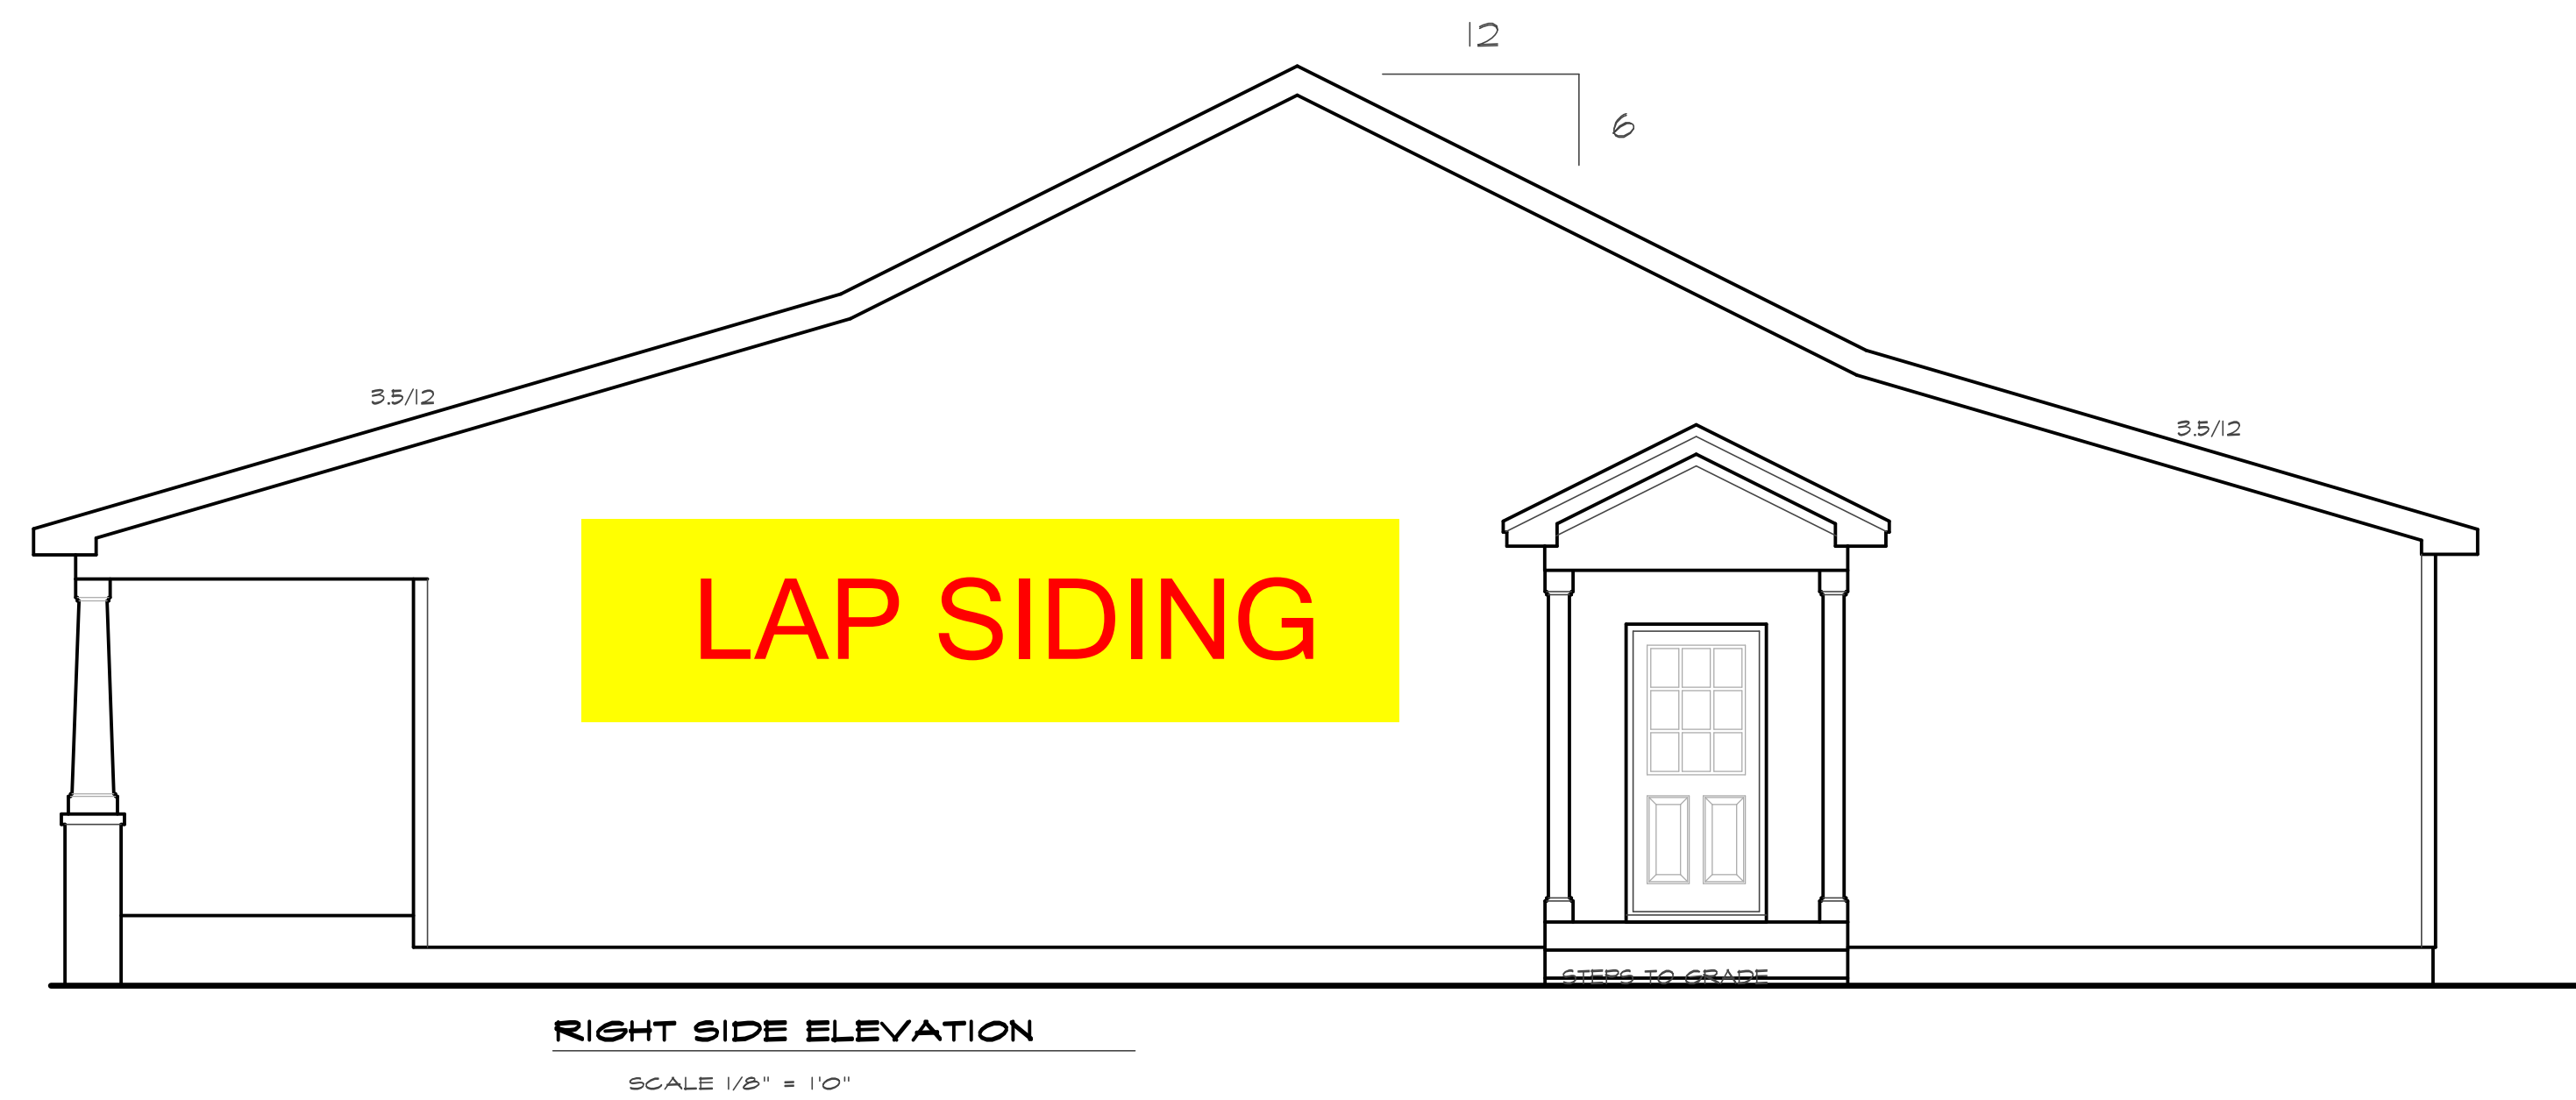 12
6
3.5/12
3.5/12
LAP SIDING
STEPS TO GRADE
RIGHT SIDE ELEVATION
SCALE 1/8" = 1'0"